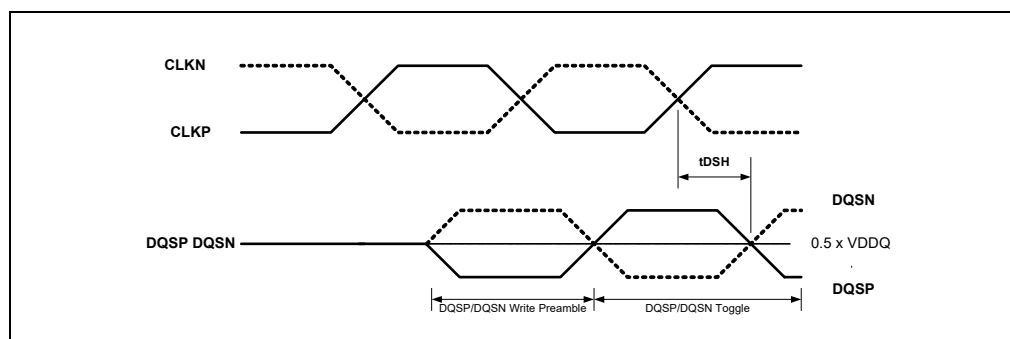 CLKN
CLKP
tDSH
DQSN
DQSP DQSN
0.5 x VDDQ
DQSP
DQSP/DQSN Write Preamble
DQSP/DQSN Toggle